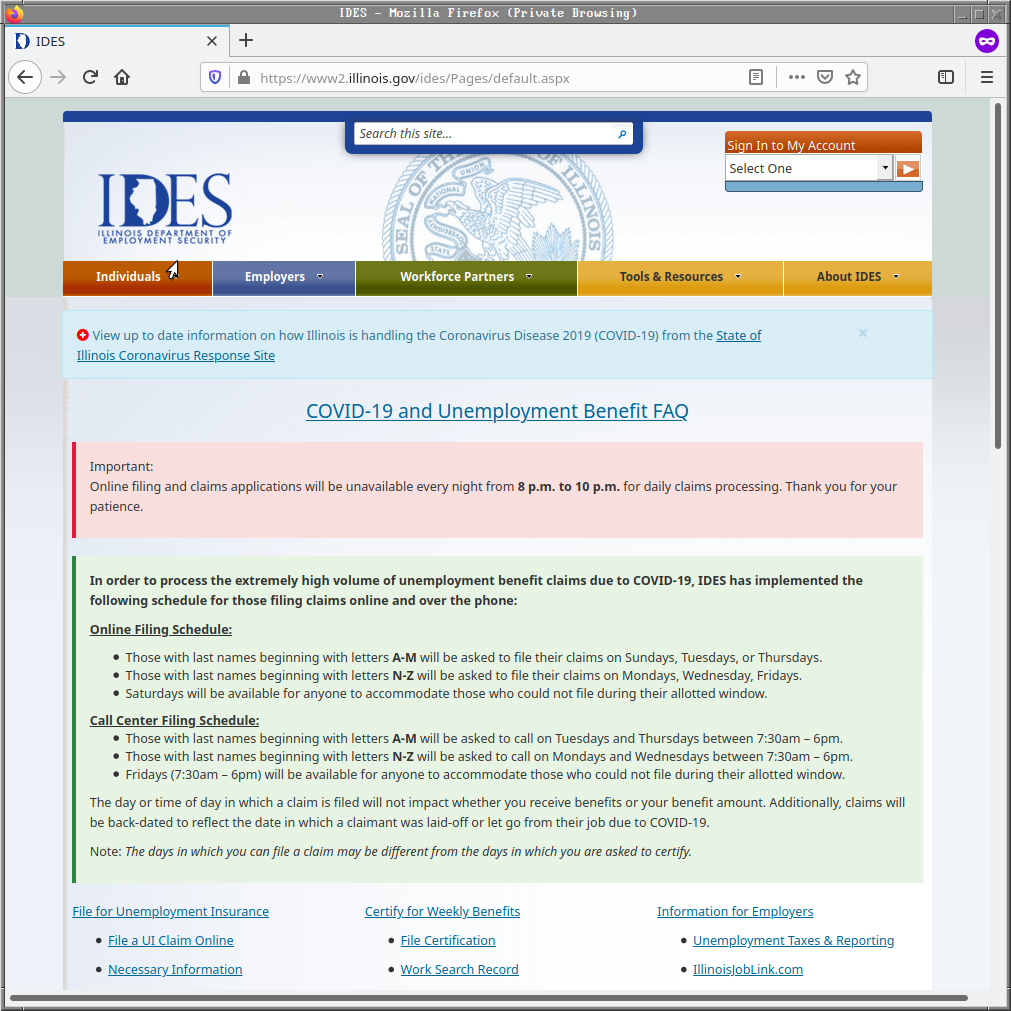 IDES - Mozilla Firefox (Private Browsing)
IDES
https://www2.illinois.gov/ides/Pages/default.aspx
Search this site...
Sign In to My Account
Select One
IDES
ILLINOIS DEPARTMENT OF
EMPLOYMENT SECURITY
SEAL OF THE STATE OF ILLINOIS
Individuals
Employers
Workforce Partners
Tools & Resources
About IDES
View up to date information on how Illinois is handling the Coronavirus Disease 2019 (COVID-19) from the State of
Illinois Coronavirus Response Site
COVID-19 and Unemployment Benefit FAQ
Important:
Online filing and claims applications will be unavailable every night from 8 p.m. to 10 p.m. for daily claims processing. Thank you for your
patience.
In order to process the extremely high volume of unemployment benefit claims due to COVID-19, IDES has implemented the
following schedule for those filing claims online and over the phone:
Online Filing Schedule:
• Those with last names beginning with letters A-M will be asked to file their claims on Sundays, Tuesdays, or Thursdays.
• Those with last names beginning with letters N-Z will be asked to file their claims on Mondays, Wednesday, Fridays.
• Saturdays will be available for anyone to accommodate those who could not file during their allotted window.
Call Center Filing Schedule:
• Those with last names beginning with letters A-M will be asked to call on Tuesdays and Thursdays between 7:30am – 6pm.
• Those with last names beginning with letters N-Z will be asked to call on Mondays and Wednesdays between 7:30am – 6pm.
• Fridays (7:30am – 6pm) will be available for anyone to accommodate those who could not file during their allotted window.
The day or time of day in which a claim is filed will not impact whether you receive benefits or your benefit amount. Additionally, claims will
be back-dated to reflect the date in which a claimant was laid-off or let go from their job due to COVID-19.
Note: The days in which you can file a claim may be different from the days in which you are asked to certify.
File for Unemployment Insurance
• File a UI Claim Online
• Necessary Information
Certify for Weekly Benefits
• File Certification
• Work Search Record
Information for Employers
• Unemployment Taxes & Reporting
• IllinoisJobLink.com